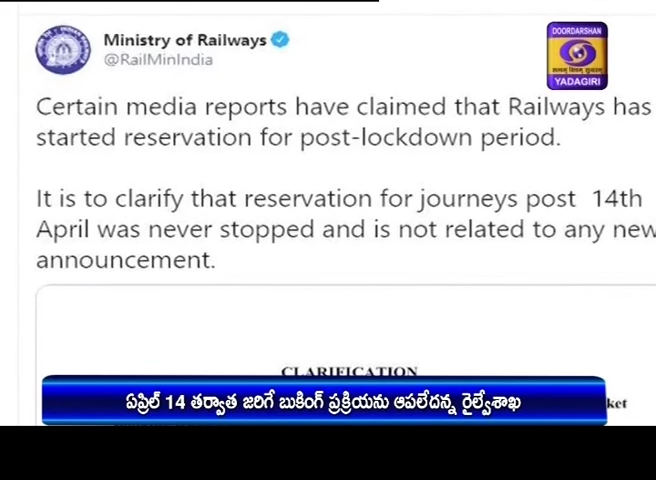 Ministry of Railways
@RailMinIndia
DOORDARSHAN
YADAGIRI
Certain media reports have claimed that Railways has
started reservation for post-lockdown period.
It is to clarify that reservation for journeys post 14th
April was never stopped and is not related to any new
announcement.
CLARIFICATION
ఏప్రిల్ 14 తర్వాత జరిగే బుకింగ్ ప్రక్రియను ఆపలేదన్న రైల్వేశాఖ
ket